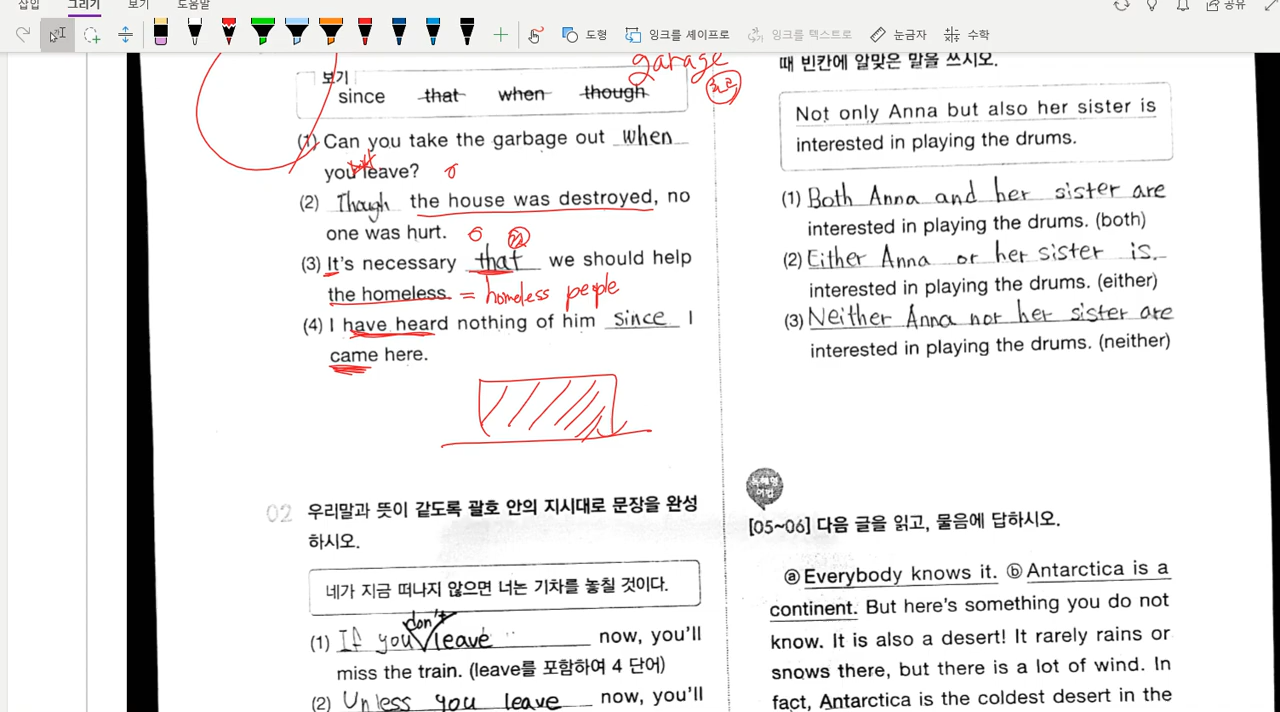 삽입 그리기 보기 도움말 공유
도형 잉크를 셰이프로 잉크를 텍스트로 눈금자 수학
garage
보기
since that when though
(1) Can you take the garbage out when
you leave?
(2) Though the house was destroyed, no
one was hurt.
(3) It's necessary that we should help
the homeless. = homeless people
(4) I have heard nothing of him since I
came here.
02 우리말과 뜻이 같도록 괄호 안의 지시대로 문장을 완성
하시오.
네가 지금 떠나지 않으면 너는 기차를 놓칠 것이다.
don't
(1) If you leave now, you'll
miss the train. (leave를 포함하여 4 단어)
(2) Unless you leave now, you'll
때 빈칸에 알맞은 말을 쓰시오.
Not only Anna but also her sister is
interested in playing the drums.
(1) Both Anna and her sister are
interested in playing the drums. (both)
(2) Either Anna or her sister is.
interested in playing the drums. (either)
(3) Neither Anna nor her sister are
interested in playing the drums. (neither)
[05~06] 다음 글을 읽고, 물음에 답하시오.
ⓐ Everybody knows it. ⓑ Antarctica is a
continent. But here's something you do not
know. It is also a desert! It rarely rains or
snows there, but there is a lot of wind. In
fact, Antarctica is the coldest desert in the